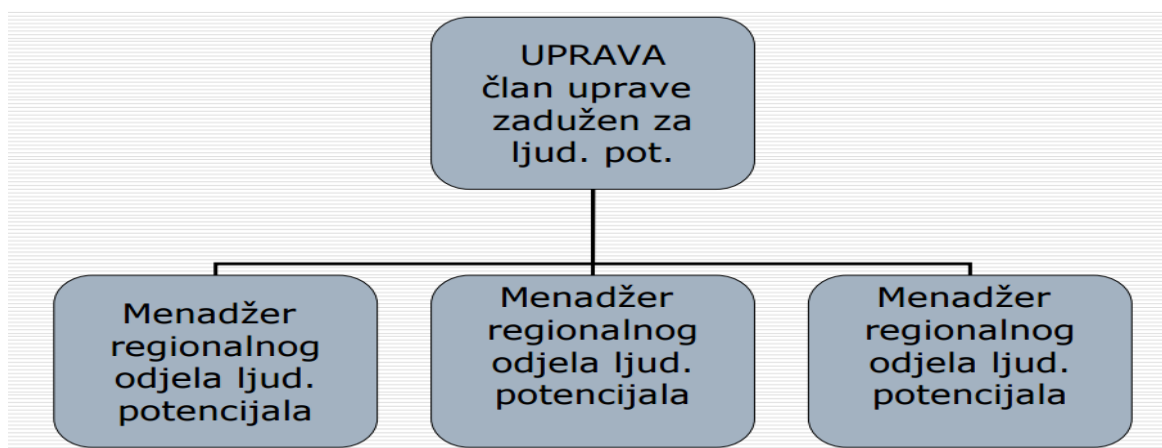 UPRAVA
član uprave
zadužen za
ljud. pot.
Menadžer
regionalnog
odjela ljud.
potencijala
Menadžer
regionalnog
odjela ljud.
potencijala
Menadžer
regionalnog
odjela ljud.
potencijala